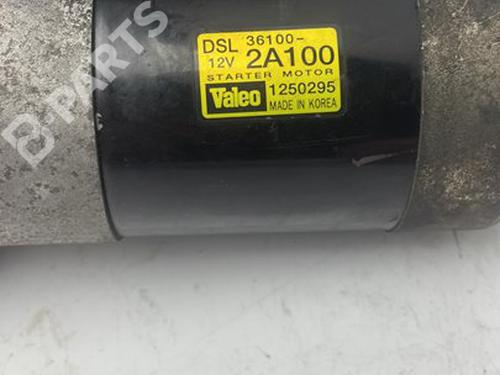 B-PARTS
DSL 36100-
12V 2A100
STARTER MOTOR
Valeo 1250295
MADE IN KOREA